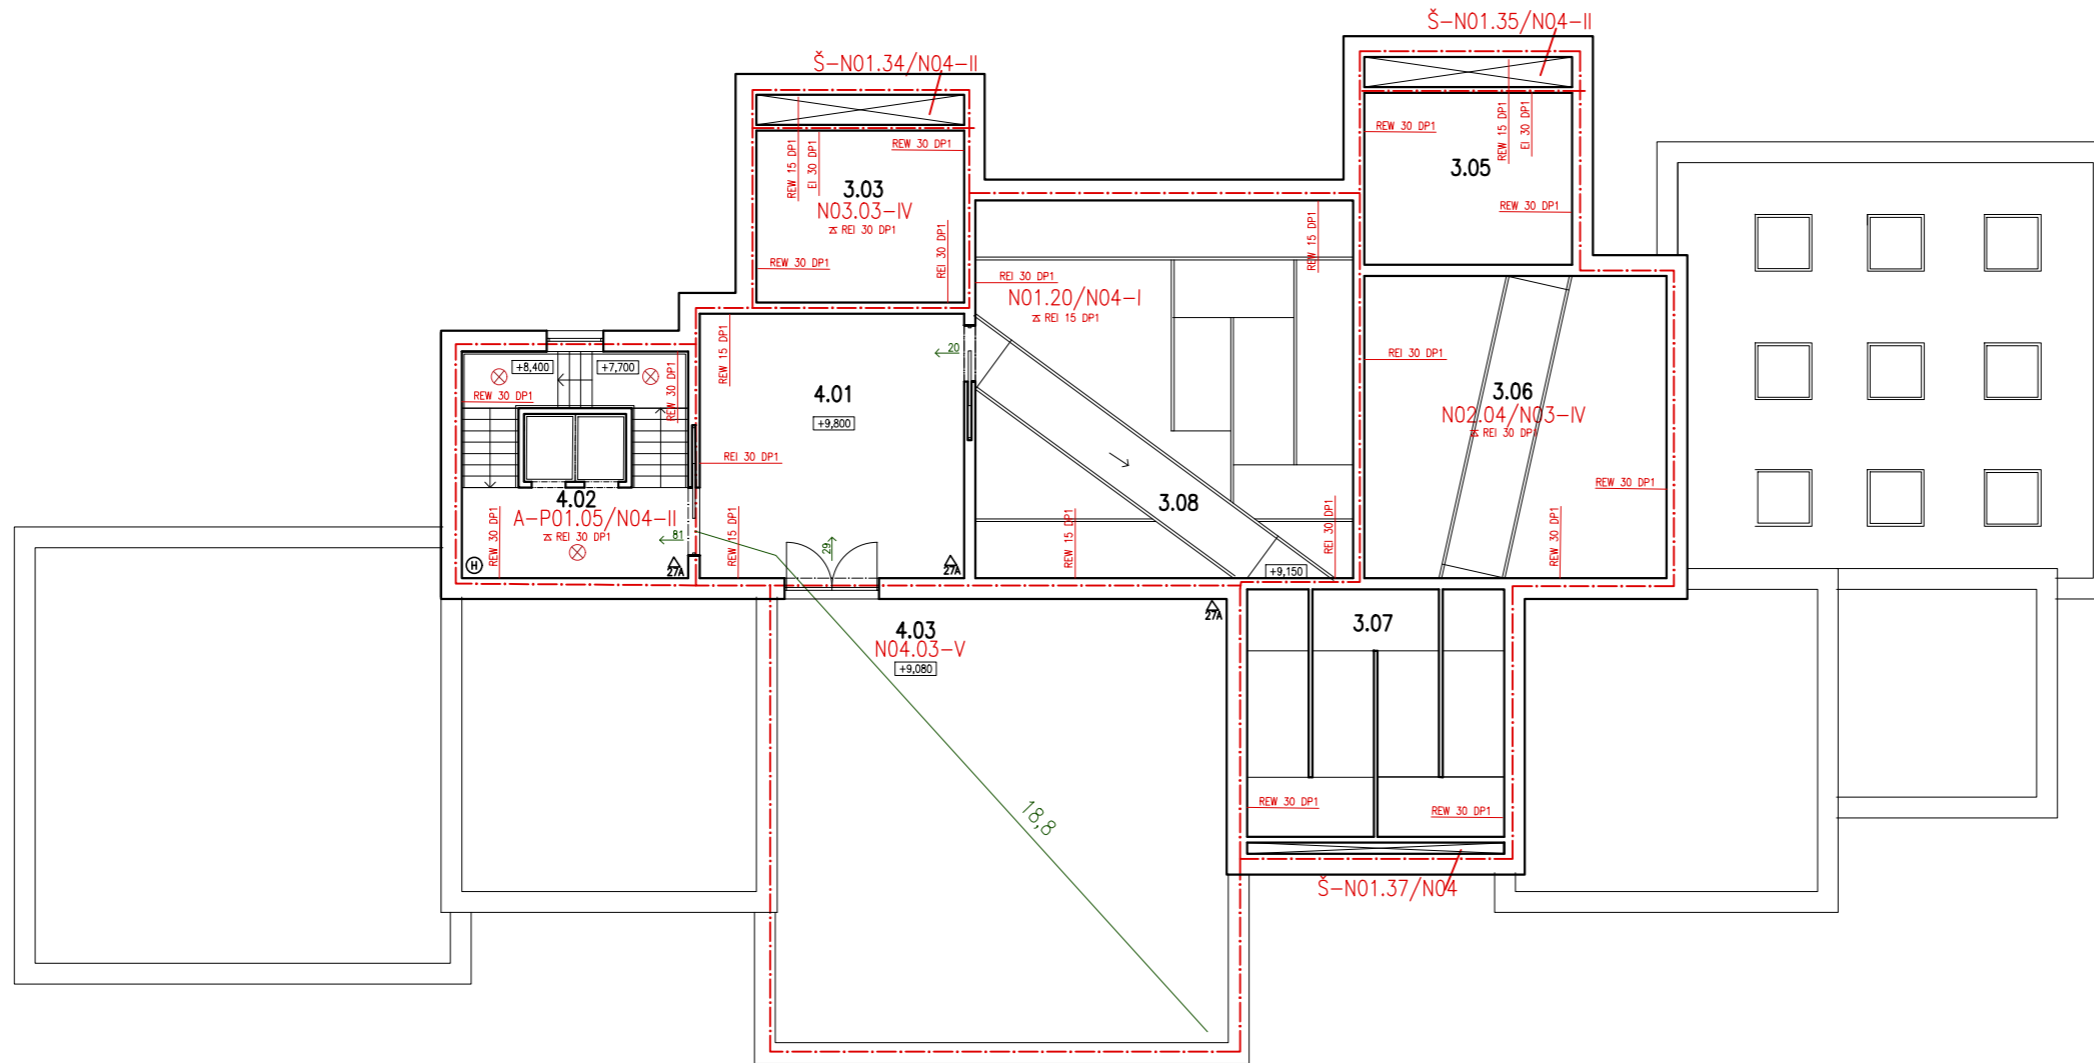 Š-N01.35/N04-II
Š-N01.34/N04-II
REW 15 DP1
EI 30 DP1
REW 30 DP1
3.03
N03.03-IV
REI 30 DP1
REW 30 DP1
REI 30 DP1
REW 30 DP1
REW 15 DP1
EI 30 DP1
3.05
REW 30 DP1
REW 15 DP1
REI 30 DP1
N01.20/N04-I
REI 15 DP1
+8,400
+7,700
REW 30 DP1
REW 30 DP1
REW 15 DP1
20
4.01
+9,800
REI 30 DP1
REI 30 DP1
3.06
N02.04/N03-IV
REI 30 DP1
REW 30 DP1
4.02
A-P01.05/N04-II
REI 30 DP1
81
REW 30 DP1
H
27A
REW 15 DP1
29
27A
3.08
REW 15 DP1
+9,150
REI 30 DP1
REW 30 DP1
27A
4.03
N04.03-V
+9,080
3.07
18,8
REW 30 DP1
REW 30 DP1
Š-N01.37/N04